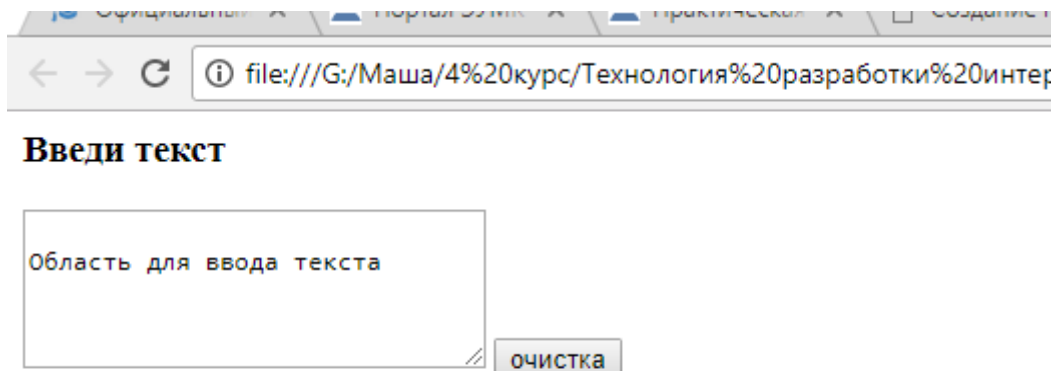 file:///G:/Маша/4%20курс/Технология%20разработки%20интер
Введи текст
Область для ввода текста
очистка